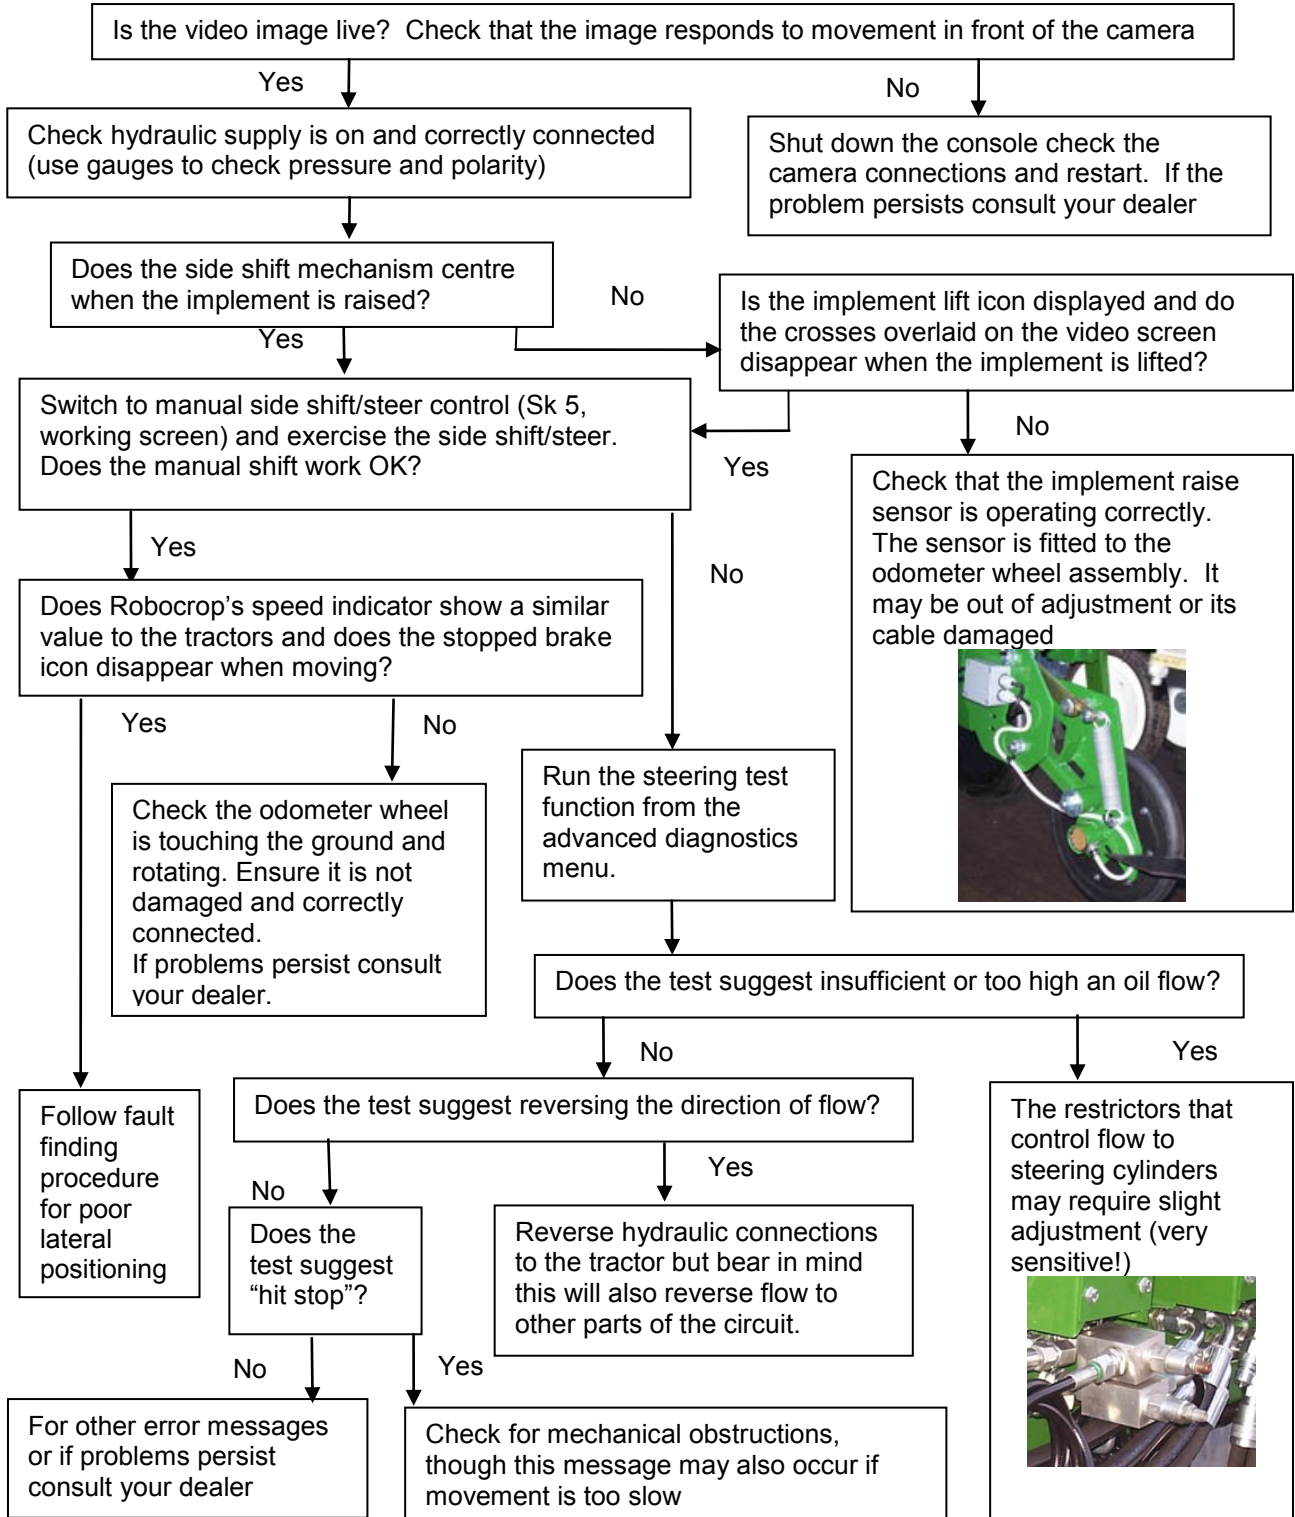 Is the video image live?  Check that the image responds to movement in front of the camera
Yes
No
Check hydraulic supply is on and correctly connected
(use gauges to check pressure and polarity)
Shut down the console check the
camera connections and restart.  If the
problem persists consult your dealer
Does the side shift mechanism centre
when the implement is raised?
No
Yes
Is the implement lift icon displayed and do
the crosses overlaid on the video screen
disappear when the implement is lifted?
Switch to manual side shift/steer control (Sk 5,
working screen) and exercise the side shift/steer.
Does the manual shift work OK?
Yes
No
Check that the implement raise
sensor is operating correctly.
The sensor is fitted to the
odometer wheel assembly.  It
may be out of adjustment or its
cable damaged
Yes
No
Does Robocrop's speed indicator show a similar
value to the tractors and does the stopped brake
icon disappear when moving?
Yes
No
Check the odometer wheel
is touching the ground and
rotating. Ensure it is not
damaged and correctly
connected.
If problems persist consult
your dealer.
Run the steering test
function from the
advanced diagnostics
menu.
Does the test suggest insufficient or too high an oil flow?
No
Yes
Follow fault
finding
procedure
for poor
lateral
positioning
Does the test suggest reversing the direction of flow?
The restrictors that
control flow to
steering cylinders
may require slight
adjustment (very
sensitive!)
No
Yes
Does the
test suggest
“hit stop”?
Reverse hydraulic connections
to the tractor but bear in mind
this will also reverse flow to
other parts of the circuit.
No
Yes
For other error messages
or if problems persist
consult your dealer
Check for mechanical obstructions,
though this message may also occur if
movement is too slow